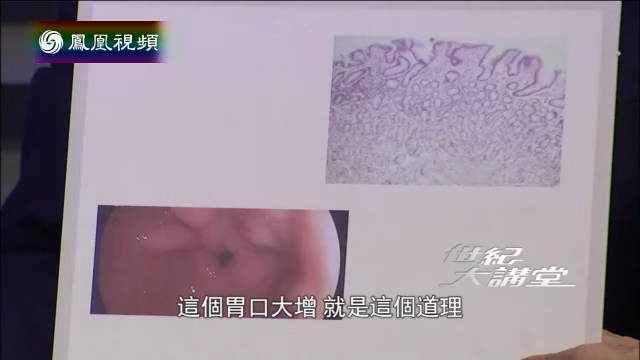 鳳凰視頻
世紀
大講堂
這個胃口大增 就是這個道理